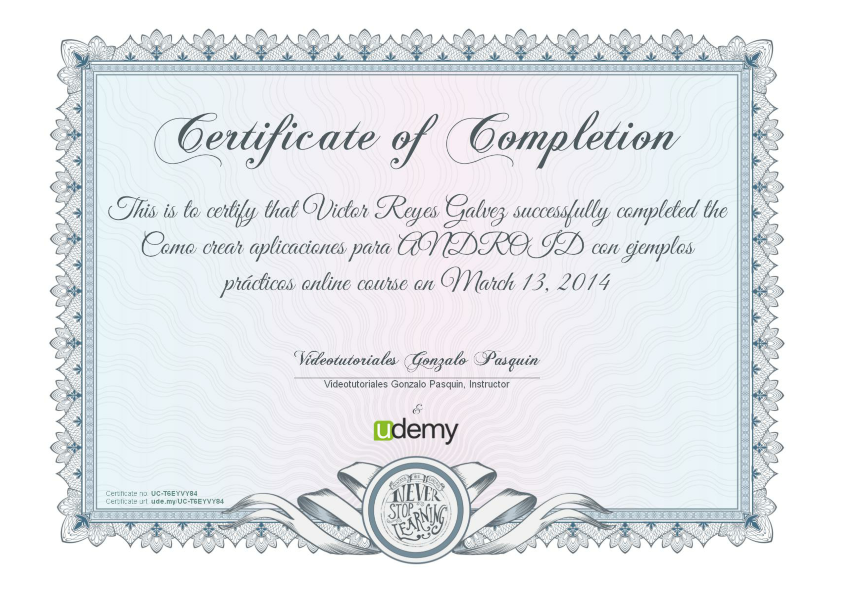 Certificate of Completion
This is to certify that Victor Reyes Galvez successfully completed the
Como crear aplicaciones para ANDROID con ejemplos
prácticos online course on March 13, 2014
Videotutoriales Gonzalo Pasquin
Videotutoriales Gonzalo Pasquin, Instructor
&
udemy
Certificate no: UC-T6EYVY84
Certificate url: ude.my/UC-T6EYVY84
NEVER
STOP
LEARNING